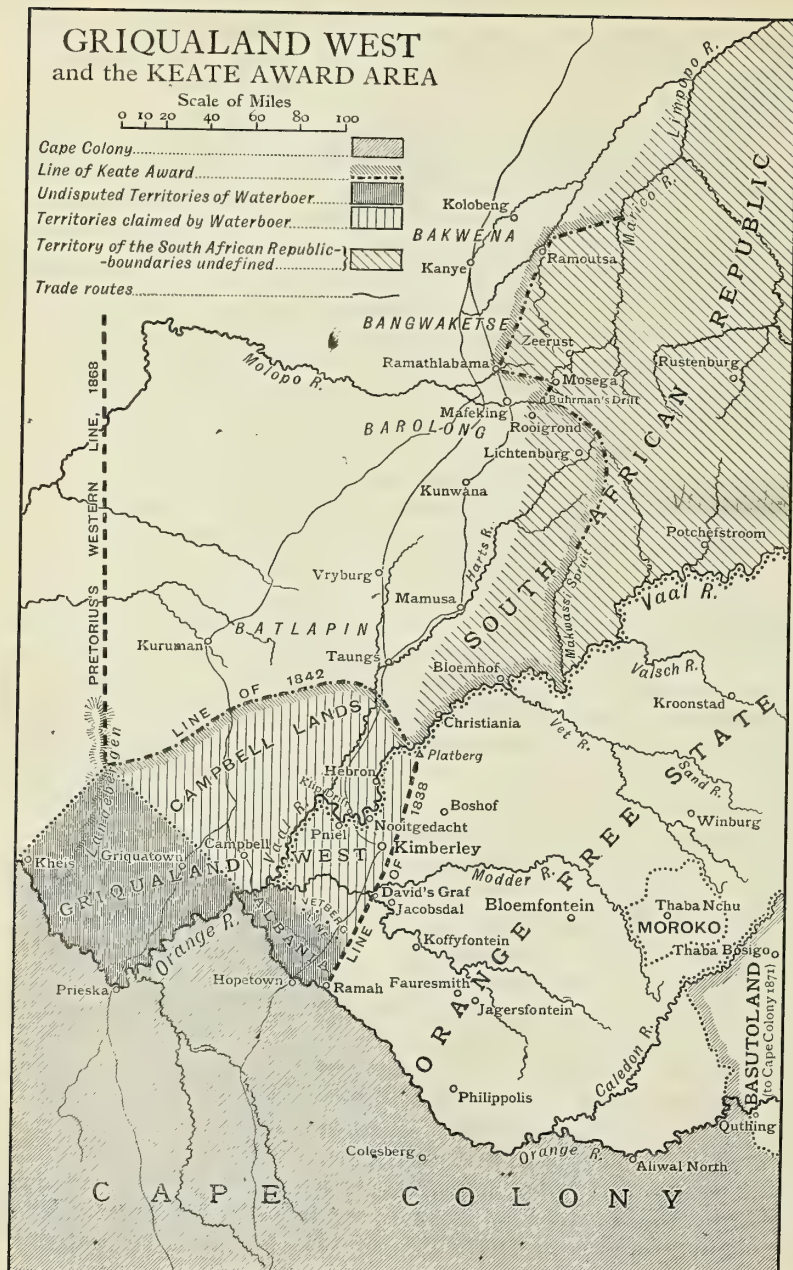 GRIQUALAND WEST
and the KEATE AWARD AREA
Scale of Miles
0 10 20 40 60 80 100
Cape Colony
Line of Keate Award
Undisputed Territories of Waterboer
Territories claimed by Waterboer
Territory of the South African Republic-
-boundaries undefined
Trade routes
Limpopo R.
Marico R.
Kolobeng
BAKWENA
Kanye
Ramoutsa
BANGWAKETSE
Zeerust
Ramathlabama
Mosega
Rustenburg
Molopo R.
Buhrman's Drift
Mafeking
Rooigrond
BAROLONG
Lichtenburg
PRETORIUS'S WESTERN LINE, 1868
Kunwana
Potchefstroom
SOUTH AFRICAN REPUBLIC
Harts R.
Makwassi Spruit
Vaal R.
Vryburg
Mamusa
BATLAPIN
Kuruman
Taungs
Bloemhof
Valsch R.
Kroonstad
LINE OF 1842
Christiania
Vet R.
Sand R.
CAMPBELL LANDS
Platberg
Langebergen
Hebron
Klip Drift
Boshof
Winburg
Vaal R.
Pniel
Nooitgedacht
Kheis
Griquatown
Campbell
Kimberley
GRIQUALAND WEST
Modder R.
LINE OF 1858
David's Graf
Jacobsdal
Bloemfontein
Thaba Nchu
MOROKO
ALBANIA
VETBERG
LINE
Orange R.
Koffyfontein
Thaba Bosigo
Prieska
Hopetown
Ramah
Fauresmith
Jagersfontein
ORANGE FREE STATE
Caledon R.
BASUTOLAND
(to Cape Colony 1871)
Philippolis
Quthing
Colesberg
Orange R.
Aliwal North
CAPE COLONY